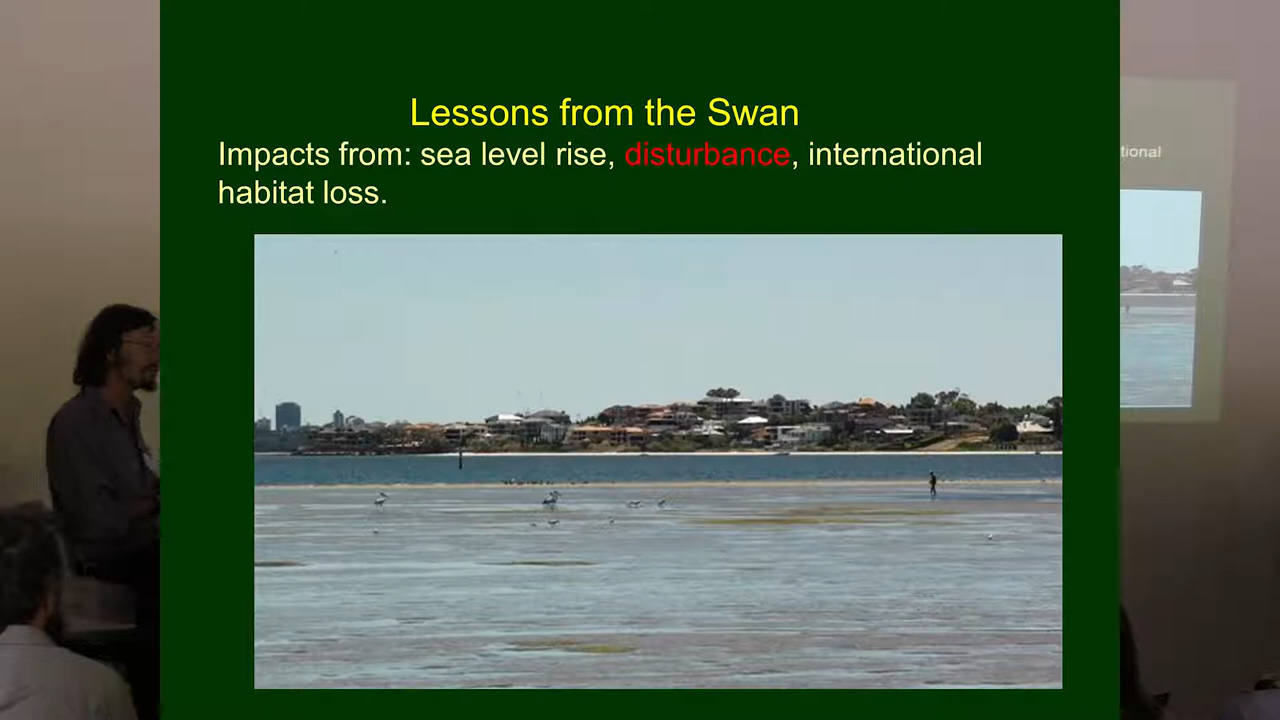 Lessons from the Swan
Impacts from: sea level rise, disturbance, international
habitat loss.
tional